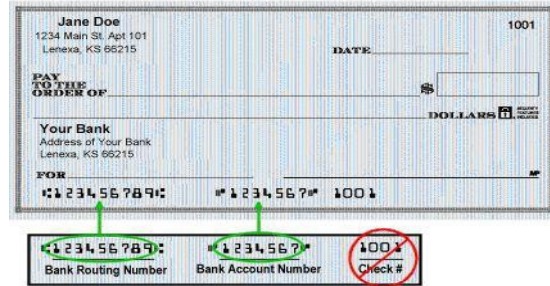 Jane Doe
1234 Main St. Apt 101
Lenexa, KS 66215
1001
DATE
PAY
TO THE
ORDER OF
$
DOLLARS
Your Bank
Address of Your Bank
Lenexa, KS 66215
FOR
MP
⑆123456789⑆ ⑈1234567⑈ 1001
⑆123456789⑆ ⑈1234567⑈ 1001
Bank Routing Number Bank Account Number Check #